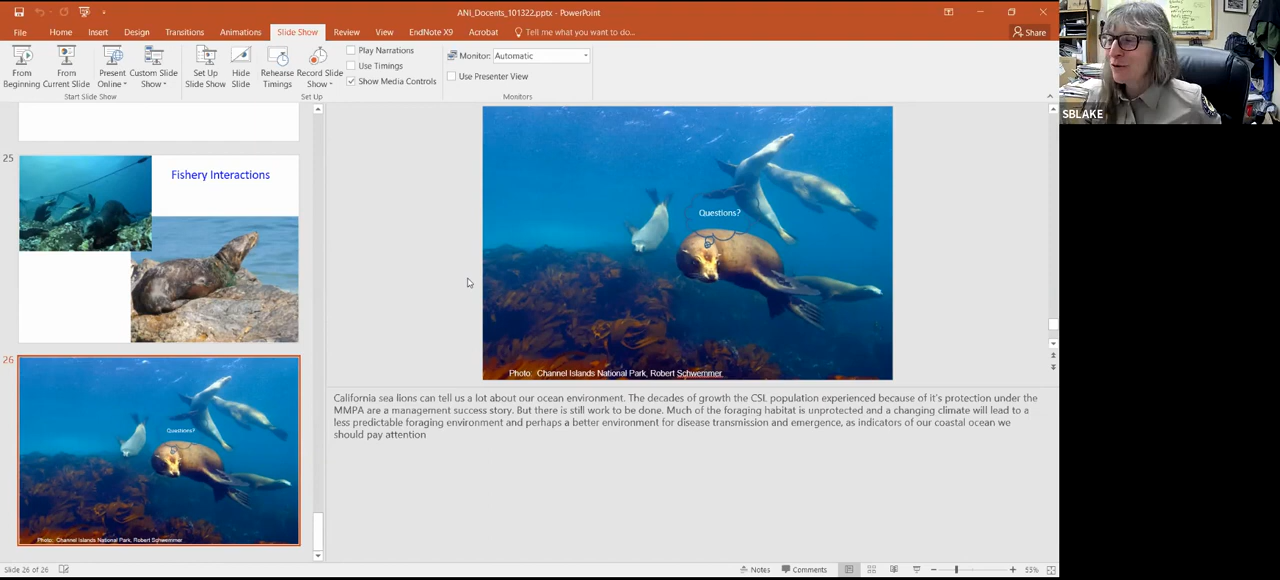 ANI_Docents_101322.pptx - PowerPoint
File Home Insert Design Transitions Animations Slide Show Review View EndNote X9 Acrobat Tell me what you want to do...
Share
From Beginning
From Current Slide
Present Online
Custom Slide Show
Start Slide Show
Set Up Slide Show
Hide Slide
Rehearse Timings
Record Slide Show
Play Narrations
Use Timings
Show Media Controls
Set Up
Monitor: Automatic
Use Presenter View
Monitors
SBLAKE
25
Fishery Interactions
26
Questions?
Photo: Channel Islands National Park, Robert Schwemmer
Questions?
Photo: Channel Islands National Park, Robert Schwemmer
California sea lions can tell us a lot about our ocean environment. The decades of growth the CSL population experienced because of it's protection under the
MMPA are a management success story. But there is still work to be done. Much of the foraging habitat is unprotected and a changing climate will lead to a
less predictable foraging environment and perhaps a better environment for disease transmission and emergence, as indicators of our coastal ocean we
should pay attention
Slide 26 of 26
Notes
Comments
55%